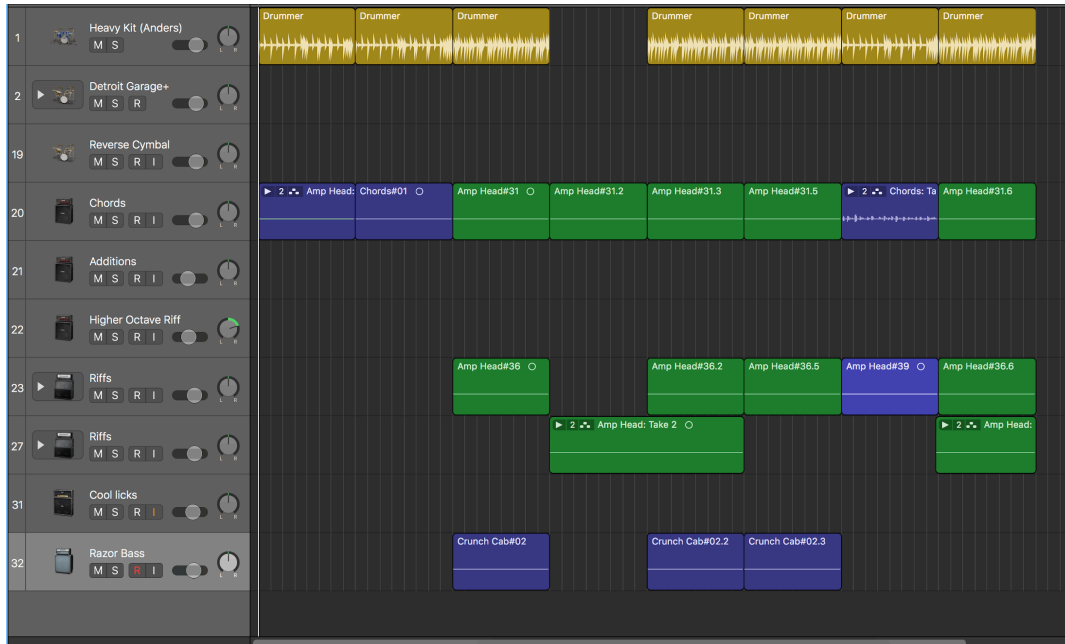 Drummer Drummer Drummer Drummer Drummer Drummer Drummer
1 Heavy Kit (Anders)
M S
L R
2 Detroit Garage+
M S R
L R
19 Reverse Cymbal
M S R I
L R
2 Amp Head: Chords#01 Amp Head#31 Amp Head#31.2 Amp Head#31.3 Amp Head#31.5 2 Chords: Ta Amp Head#31.6
20 Chords
M S R I
L R
21 Additions
M S R I
L R
22 Higher Octave Riff
M S R I
L R
Amp Head#36 Amp Head#36.2 Amp Head#36.5 Amp Head#39 Amp Head#36.6
23 Riffs
M S R I
L R
2 Amp Head: Take 2 2 Amp Head:
27 Riffs
M S R I
L R
31 Cool licks
M S R I
L R
Crunch Cab#02 Crunch Cab#02.2 Crunch Cab#02.3
32 Razor Bass
M S R I
L R